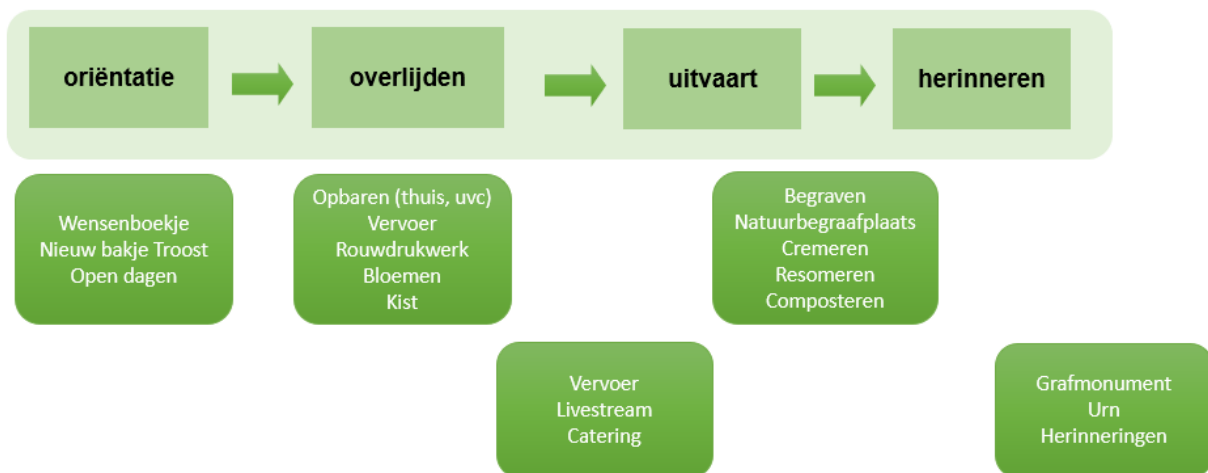 oriëntatie
overlijden
uitvaart
herinneren
Wensenboekje
Nieuw bakje Troost
Open dagen
Opbaren (thuis, uvc)
Vervoer
Rouwdrukwerk
Bloemen
Kist
Begraven
Natuurbegraafplaats
Cremeren
Resomeren
Composteren
Vervoer
Livestream
Catering
Grafmonument
Urn
Herinneringen